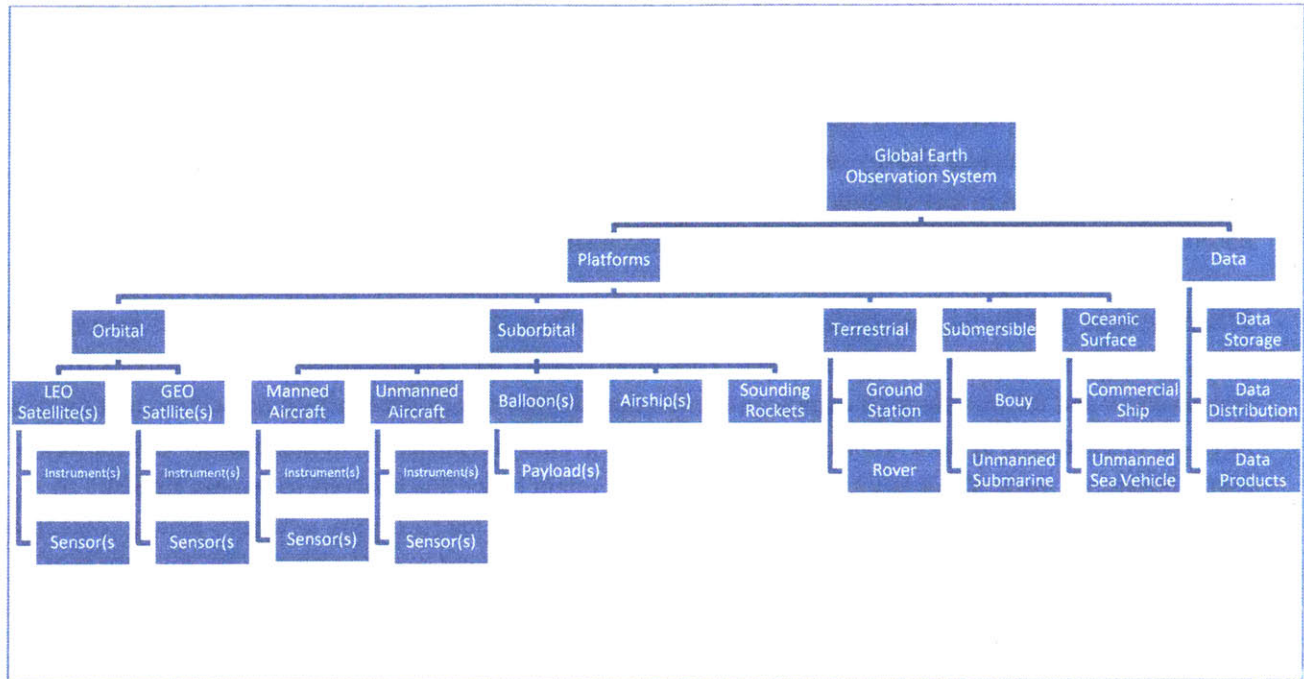 Global Earth
Observation System
Platforms
Data
Orbital
Suborbital
Terrestrial
Submersible
Oceanic
Surface
Data
Storage
LEO
Satellite(s)
GEO
Satllite(s)
Manned
Aircraft
Unmanned
Aircraft
Balloon(s)
Airship(s)
Sounding
Rockets
Ground
Station
Bouy
Commercial
Ship
Data
Distribution
Instrument(s)
Instrument(s)
Instrument(s)
Instrument(s)
Payload(s)
Rover
Unmanned
Submarine
Unmanned
Sea Vehicle
Data
Products
Sensor(s
Sensor(s
Sensor(s)
Sensor(s)